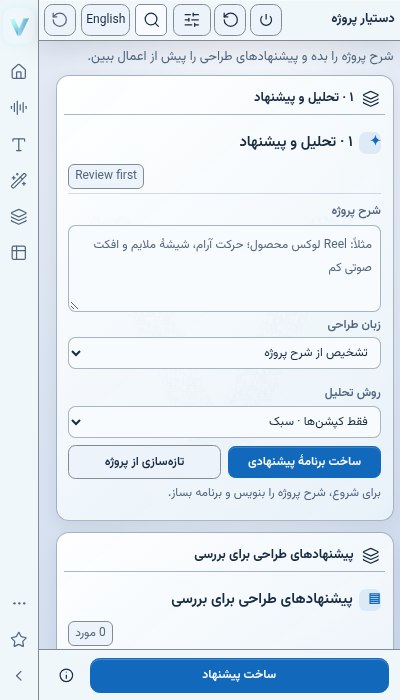 دستیار پروژه
English
شرح پروژه را بده و پیشنهادهای طراحی را پیش از اعمال ببین.
۰۱ · تحلیل و پیشنهاد
۰۱ · تحلیل و پیشنهاد
Review first
شرح پروژه
مثلاً: Reel لوکس محصول؛ حرکت آرام، شیشهٔ ملایم و افکت
صوتی کم
زبان طراحی
تشخیص از شرح پروژه
روش تحلیل
فقط کپشن‌ها · سبک
ساخت برنامهٔ پیشنهادی
تازه‌سازی از پروژه
برای شروع، شرح پروژه را بنویس و برنامه بساز.
پیشنهادهای طراحی برای بررسی
پیشنهادهای طراحی برای بررسی
0 مورد
ساخت پیشنهاد